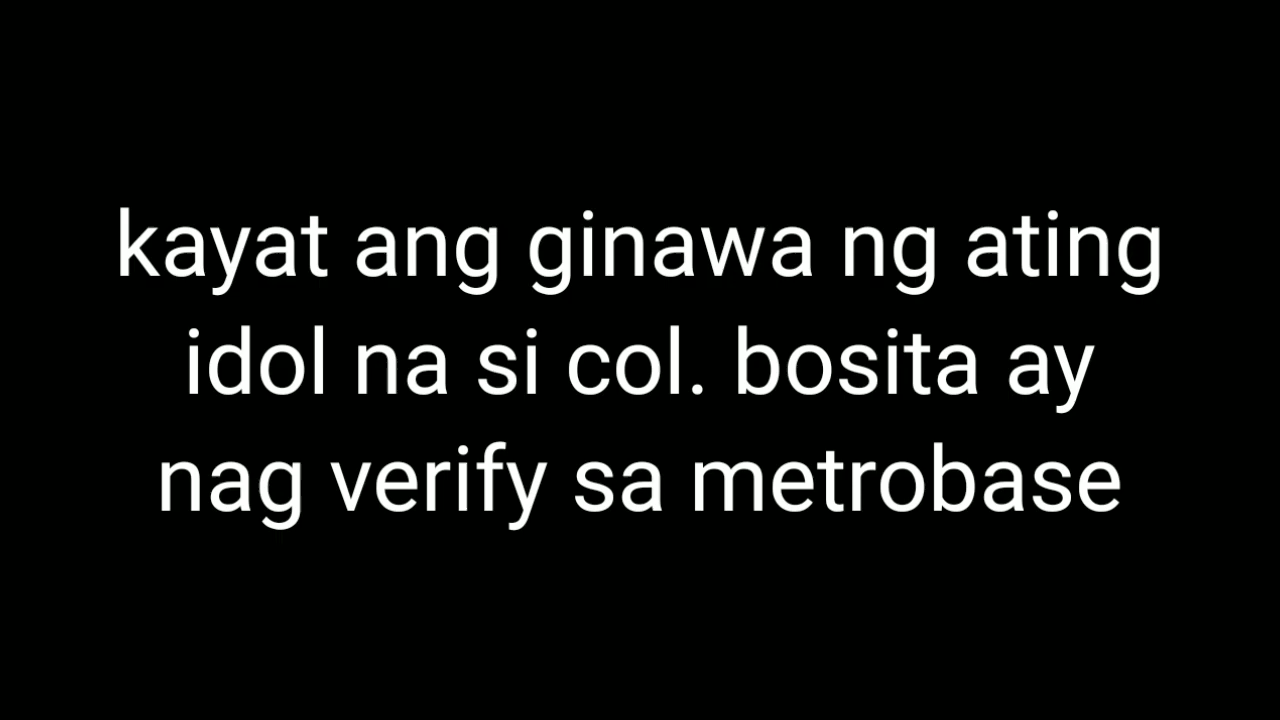 kayat ang ginawa ng ating
idol na si col. bosita ay
nag verify sa metrobase